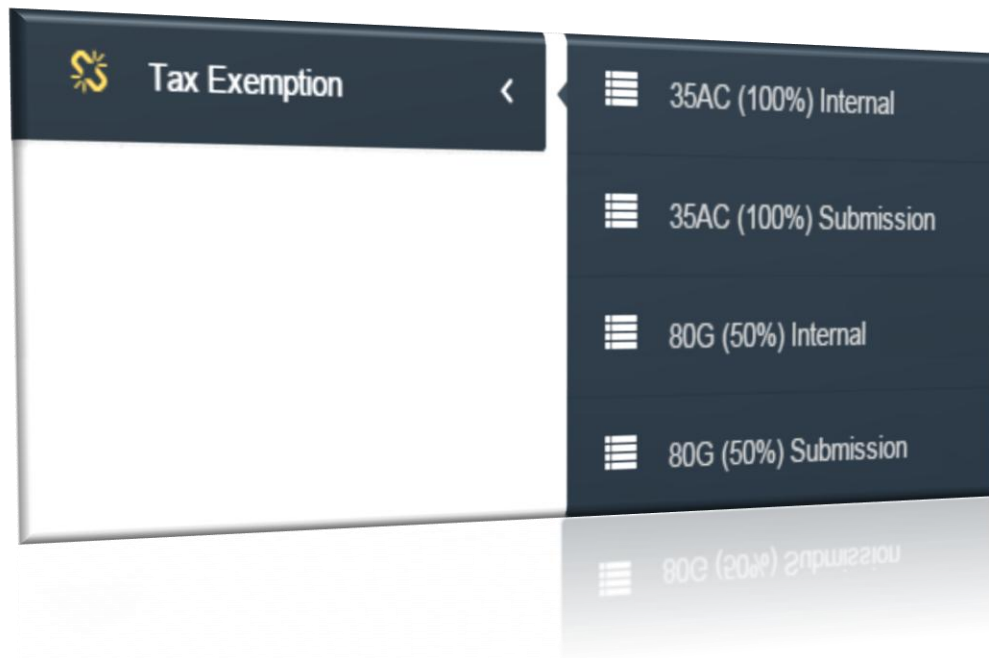 Tax Exemption
35AC (100%) Internal
35AC (100%) Submission
80G (50%) Internal
80G (50%) Submission
80G (50%) Submission